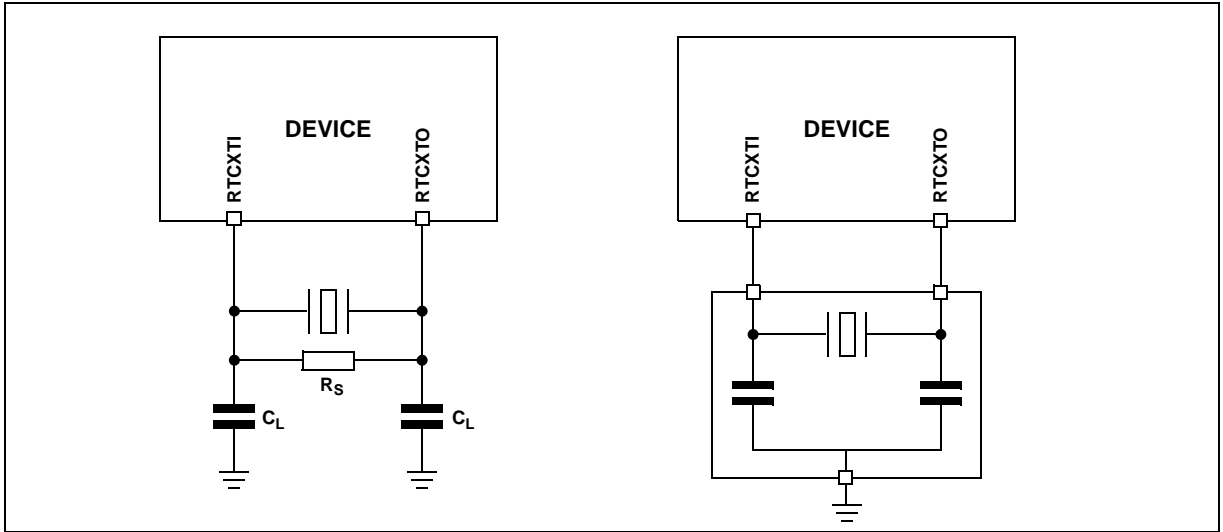 DEVICE
RTCXTI
RTCXTO
RS
CL
CL
DEVICE
RTCXTI
RTCXTO